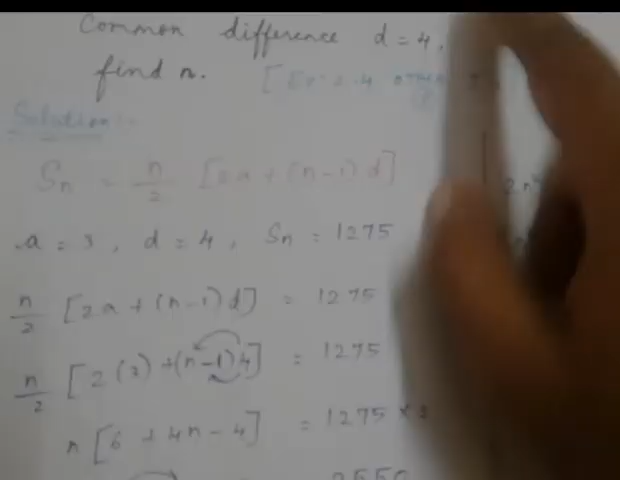 Common difference d = 4,
find n.
Solution:-
Sn = n/2 [2a + (n-1) d]
a = 3, d = 4, Sn = 1275
n/2 [2a + (n-1) d] = 1275
n/2 [2(3) + (n-1)4] = 1275
n [6 + 4n - 4] = 1275 × 2
2550